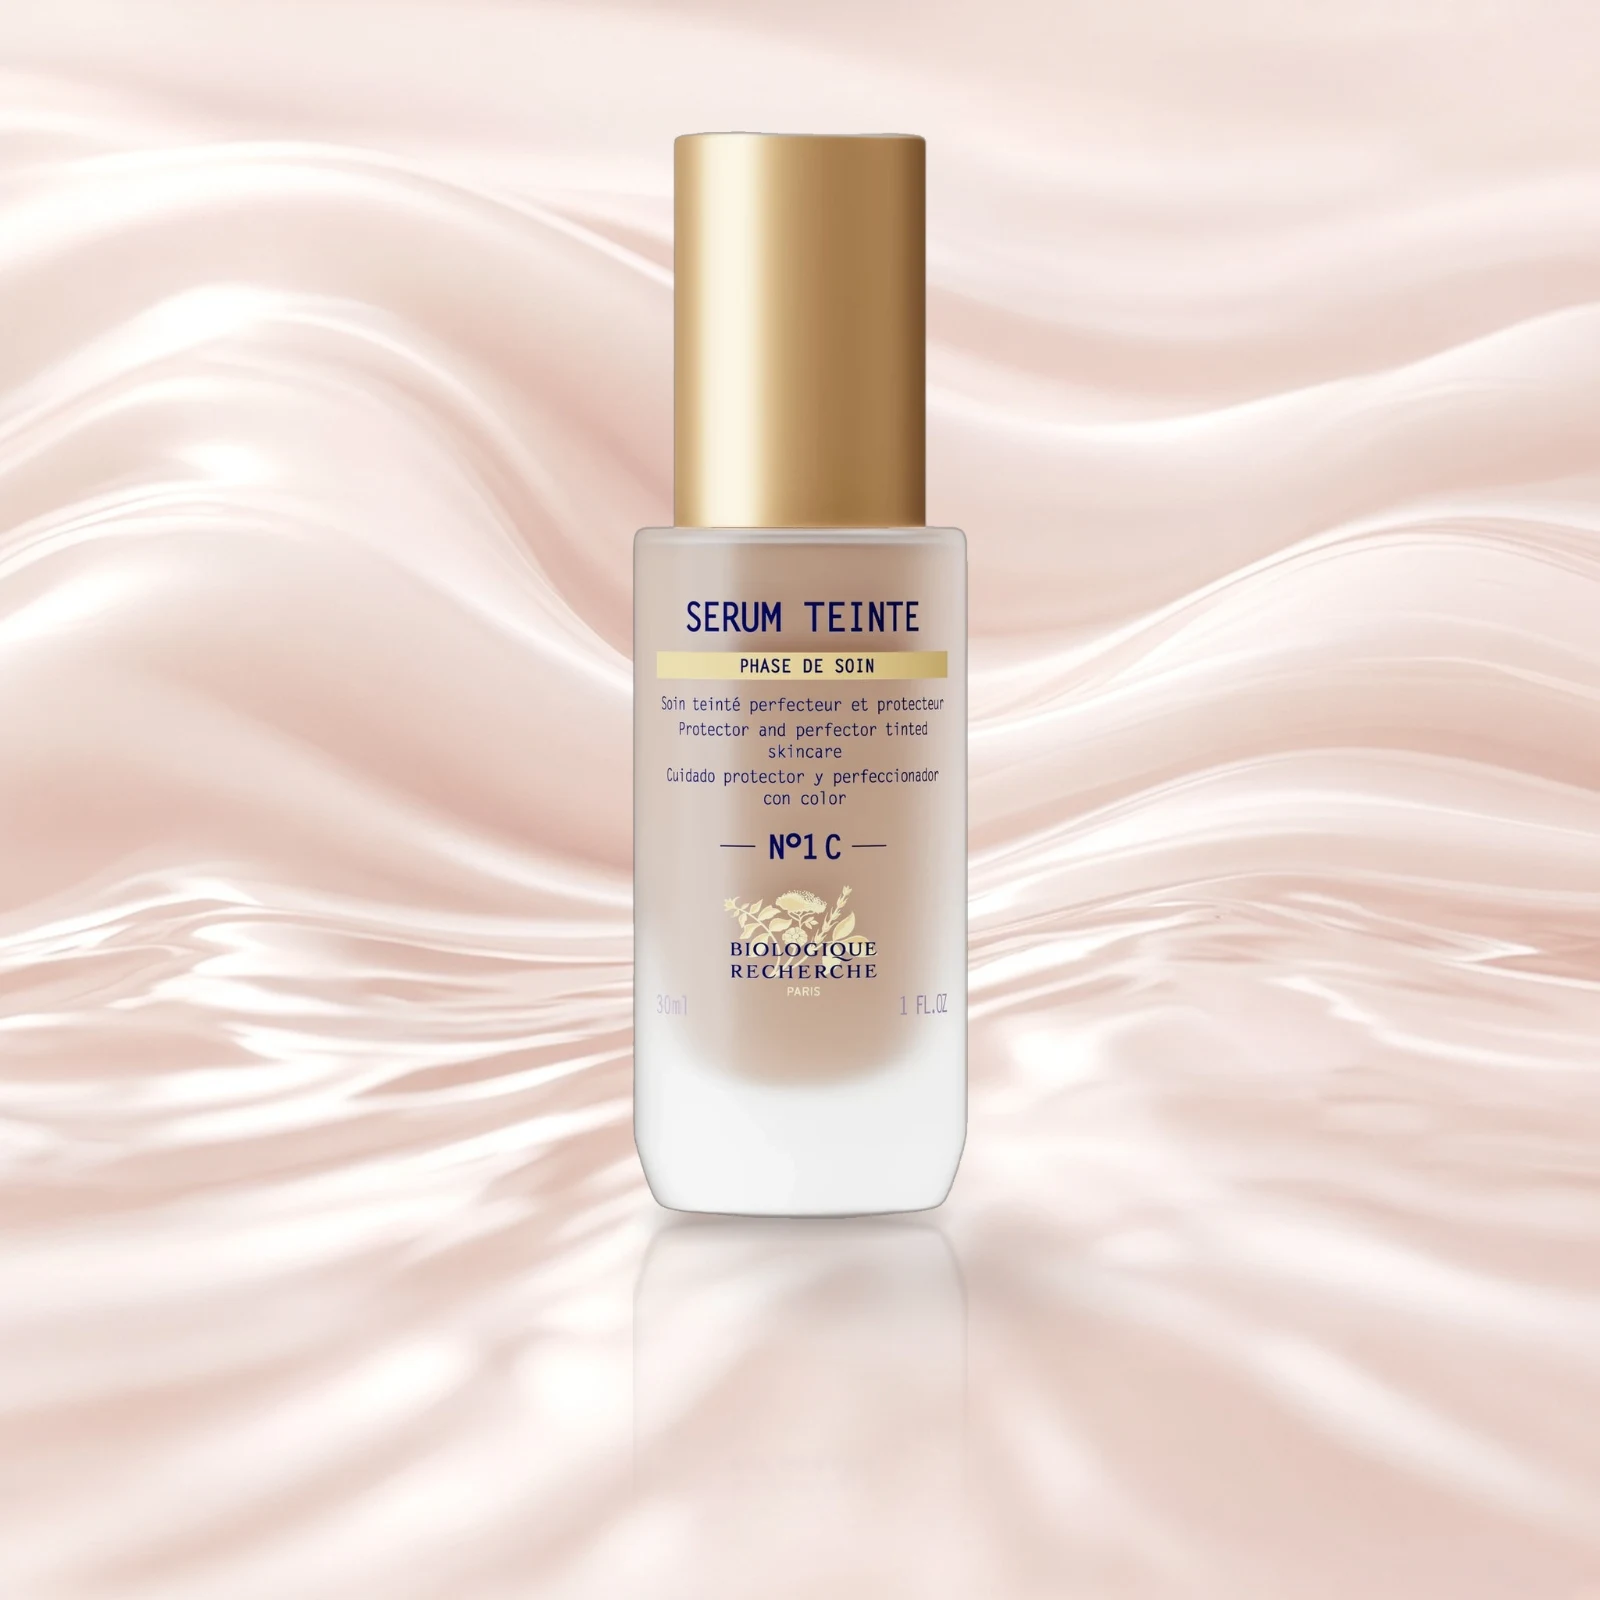 SERUM TEINTE
PHASE DE SOIN
Soin teinté perfecteur et protecteur
Protector and perfector tinted
skincare
Cuidado protector y perfeccionador
con color
Nº1 C
BIOLOGIQUE
RECHERCHE
PARIS
30ml 1 FL.OZ